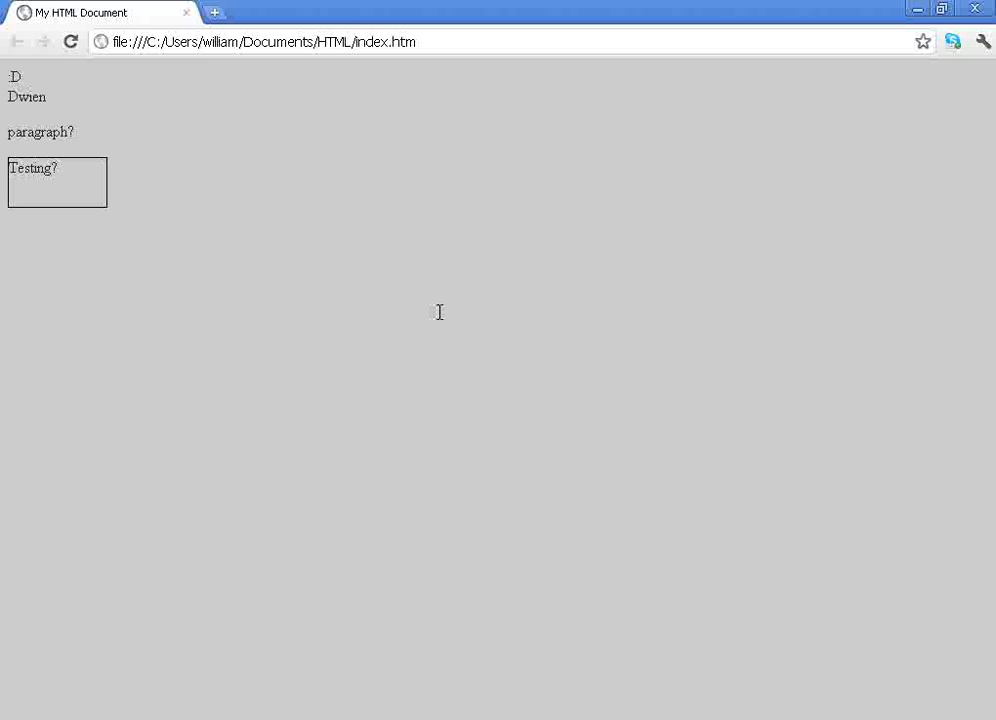 My HTML Document
file:///C:/Users/william/Documents/HTML/index.htm
:D
Dwien
paragraph?
Testing?